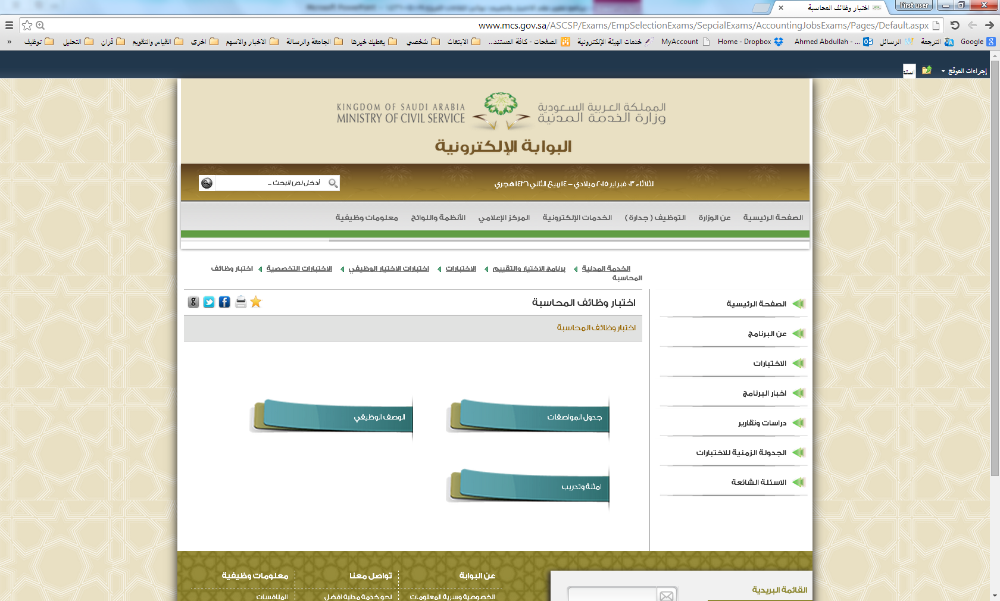 اختبار وظائف المحاسبة
First user
www.mcs.gov.sa/ASCSP/Exams/EmpSelectionExams/SepcialExams/AccountingJobsExams/Pages/Default.aspx
Google
الترجمة
الرسائل
Ahmed Abdullah - ...
Home - Dropbox
MyAccount
خدمات الهيئة الإلكترونية
الصفحات - كافة المستند...
الابتعاث
شخصي
يعطيك خيرها
الجامعة والرسالة
الاخبار والاسهم
اخرى
القياس والتقويم
قران
التحليل
توظيف
»
إجراءات الموقع
استع
KINGDOM OF SAUDI ARABIA
MINISTRY OF CIVIL SERVICE
المملكة العربية السعودية
وزارة الخدمة المدنية
البوابة الإلكترونية
الثلاثاء ٠٣ فبراير ٢٠١٥ ميلادي – ١٤ ربيع الثاني ١٤٣٦ هجري
أدخل نص البحث ...
الصفحة الرئيسية
عن الوزارة
التوظيف ( جدارة )
الخدمات الإلكترونية
المركز الإعلامي
الأنظمة واللوائح
معلومات وظيفية
الخدمة المدنية
برنامج الاختيار والتقييم
الاختبارات
اختبارات الاختيار الوظيفي
الاختبارات التخصصية
اختبار وظائف
المحاسبة
اختبار وظائف المحاسبة
اختبار وظائف المحاسبة
الصفحة الرئيسية
عن البرنامج
الاختبارات
اخبار البرنامج
دراسات وتقارير
الجدولة الزمنية للاختبارات
الاسئلة الشائعة
جدول المواصفات
الوصف الوظيفي
امثلة وتدريب
القائمة البريدية
عن البوابة
الخصوصية وسرية المعلومات
تواصل معنا
نحو خدمة مدنية افضل
معلومات وظيفية
المنافسات